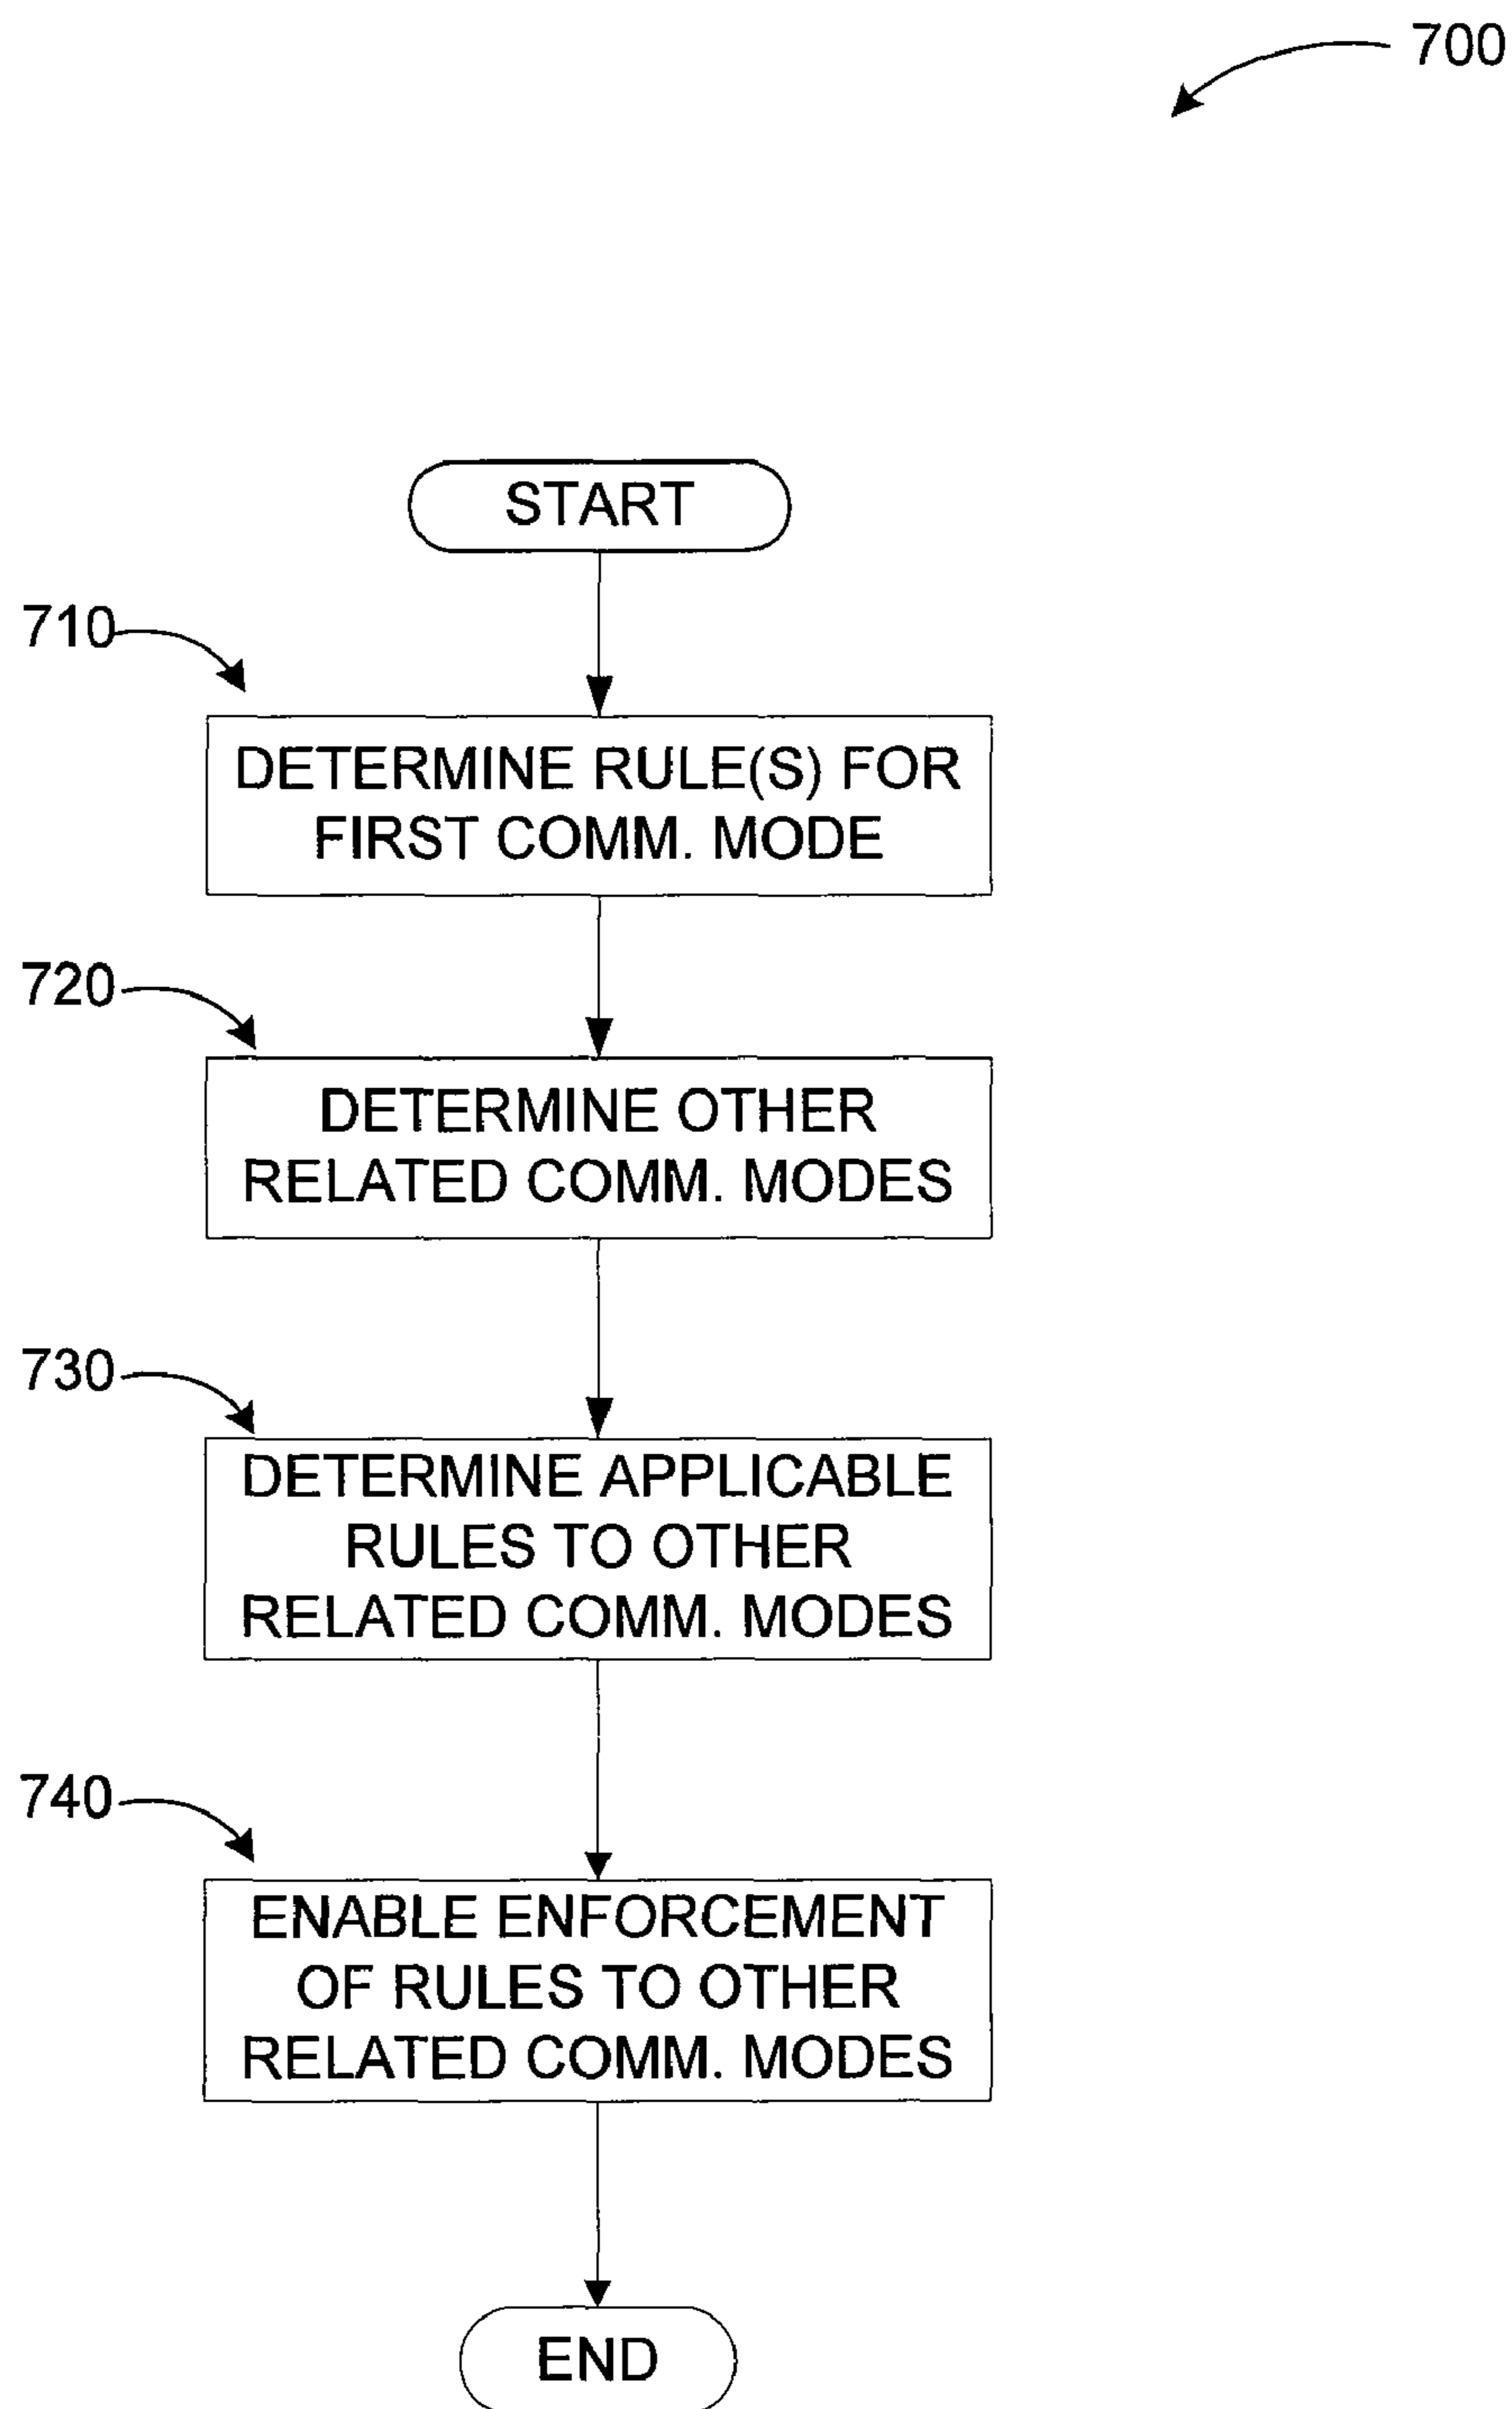 700
START
710
DETERMINE RULE(S) FOR
FIRST COMM. MODE
720
DETERMINE OTHER
RELATED COMM. MODES
730
DETERMINE APPLICABLE
RULES TO OTHER
RELATED COMM. MODES
740
ENABLE ENFORCEMENT
OF RULES TO OTHER
RELATED COMM. MODES
END